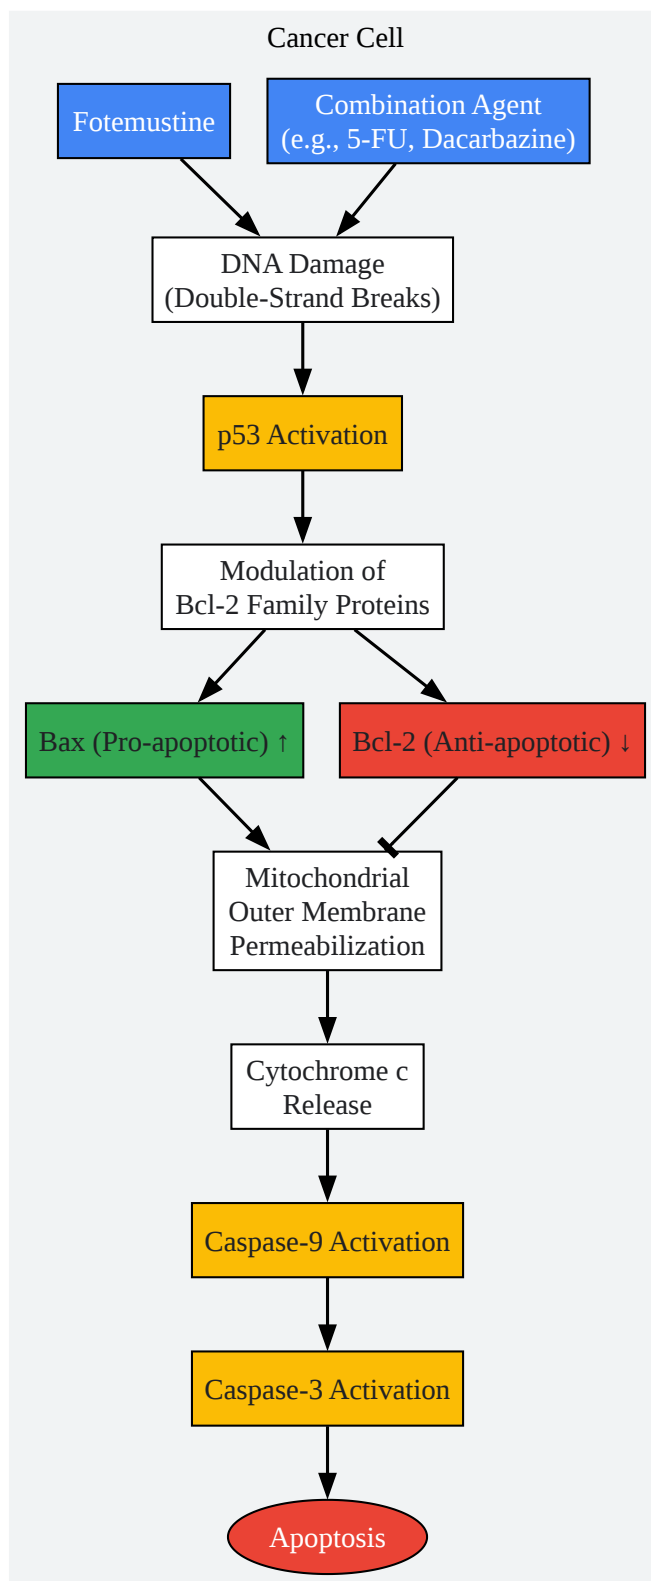 Cancer Cell
Fotemustine
Combination Agent
(e.g., 5-FU, Dacarbazine)
DNA Damage
(Double-Strand Breaks)
p53 Activation
Modulation of
Bcl-2 Family Proteins
Bax (Pro-apoptotic) ↑
Bcl-2 (Anti-apoptotic) ↓
Mitochondrial
Outer Membrane
Permeabilization
Cytochrome c
Release
Caspase-9 Activation
Caspase-3 Activation
Apoptosis